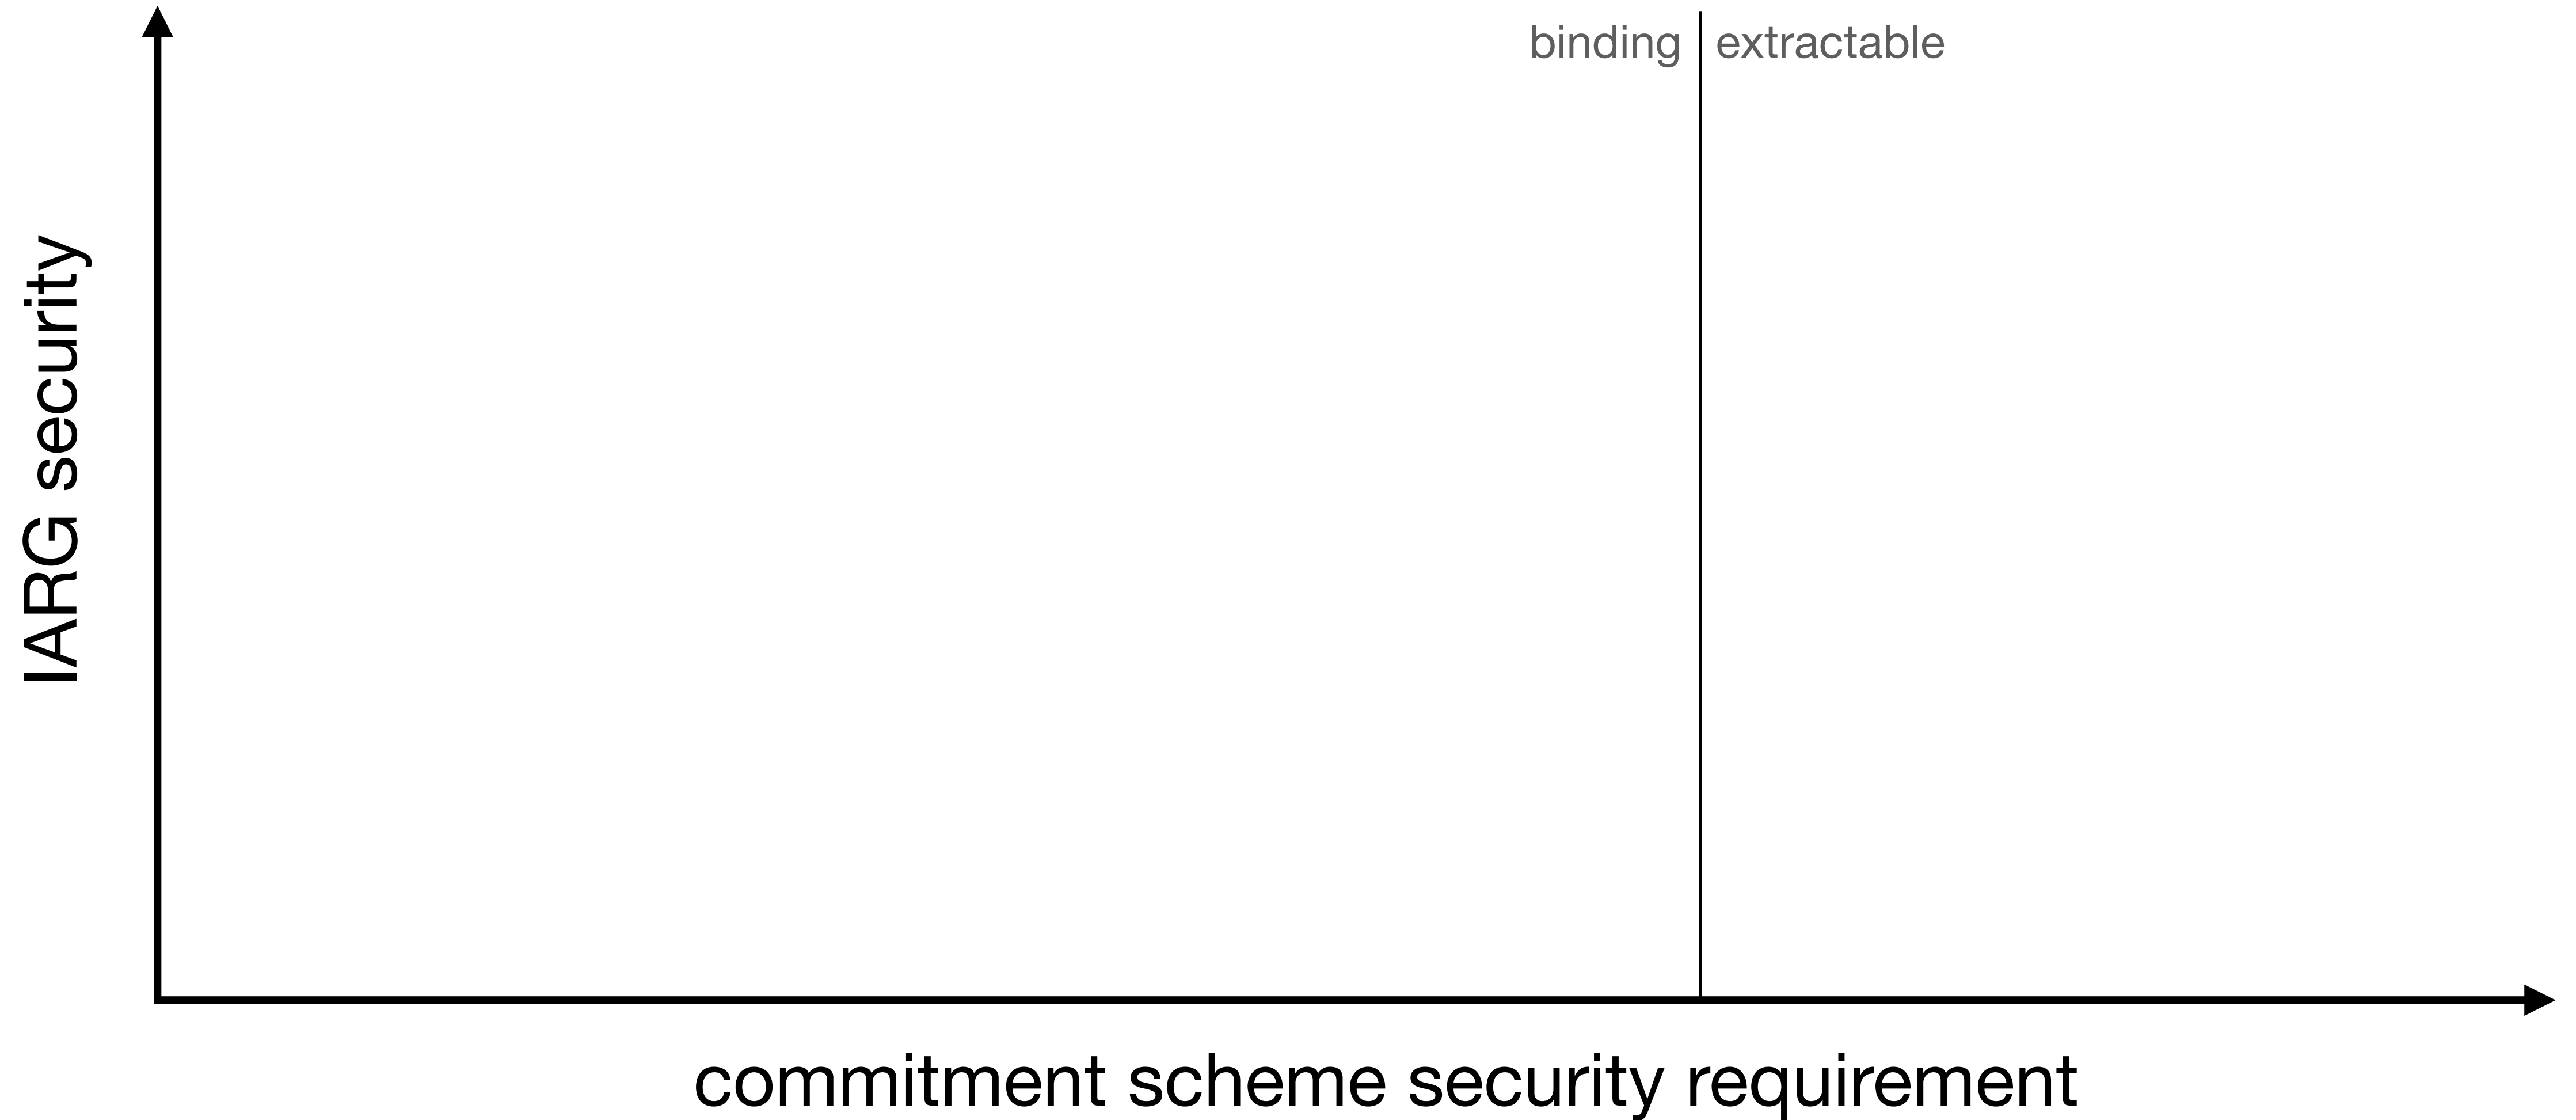 binding
extractable
IARG security
commitment scheme security requirement